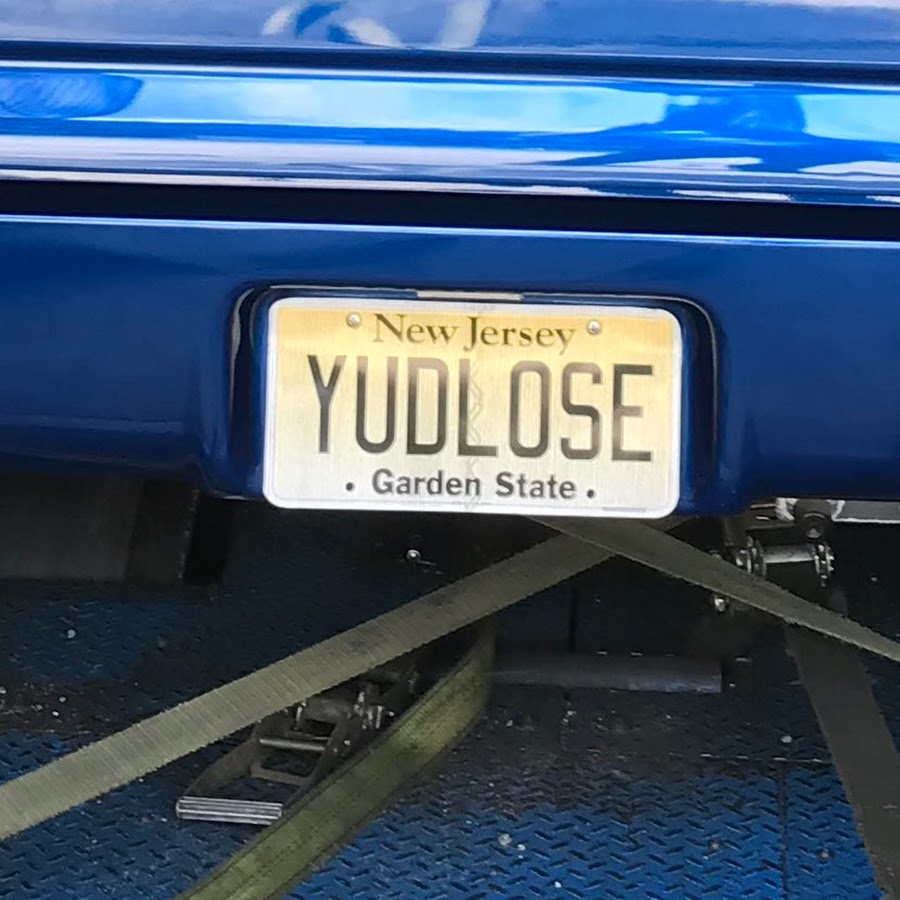 New Jersey
YUDLOSE
• Garden State •